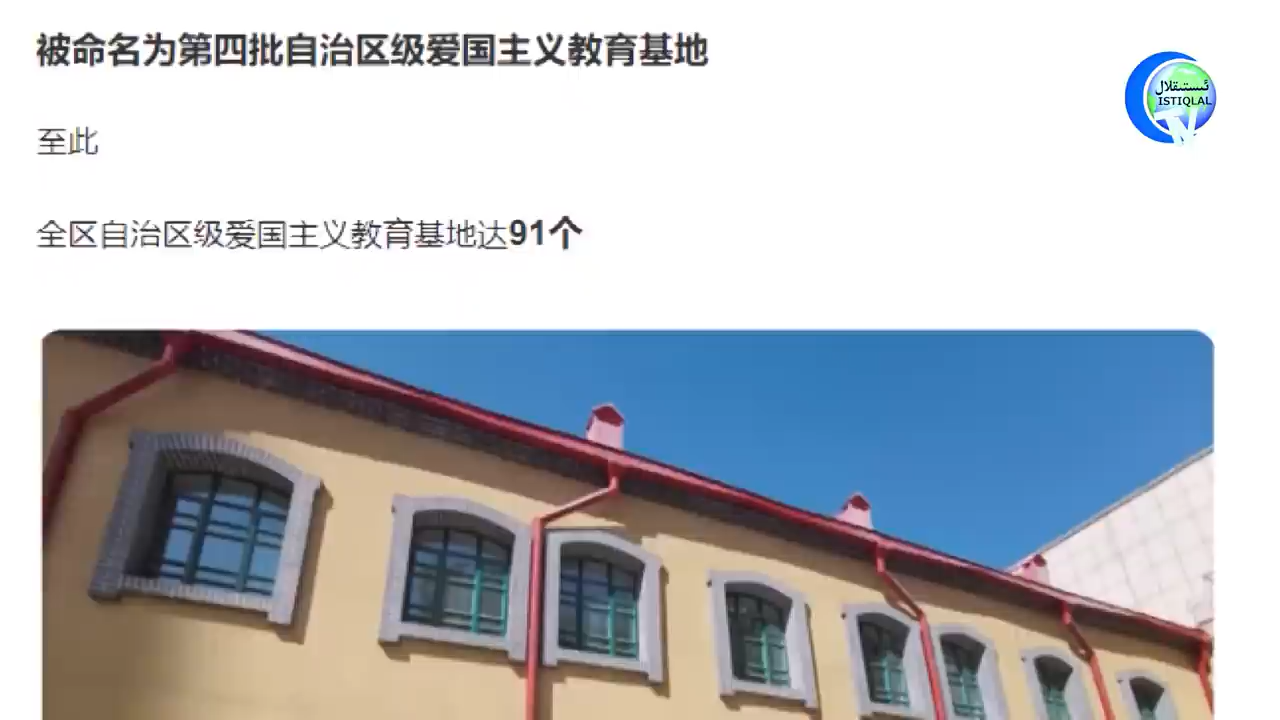 被命名为第四批自治区级爱国主义教育基地
至此
全区自治区级爱国主义教育基地达91个
ئىستىقلال
ISTIQLAL
TV